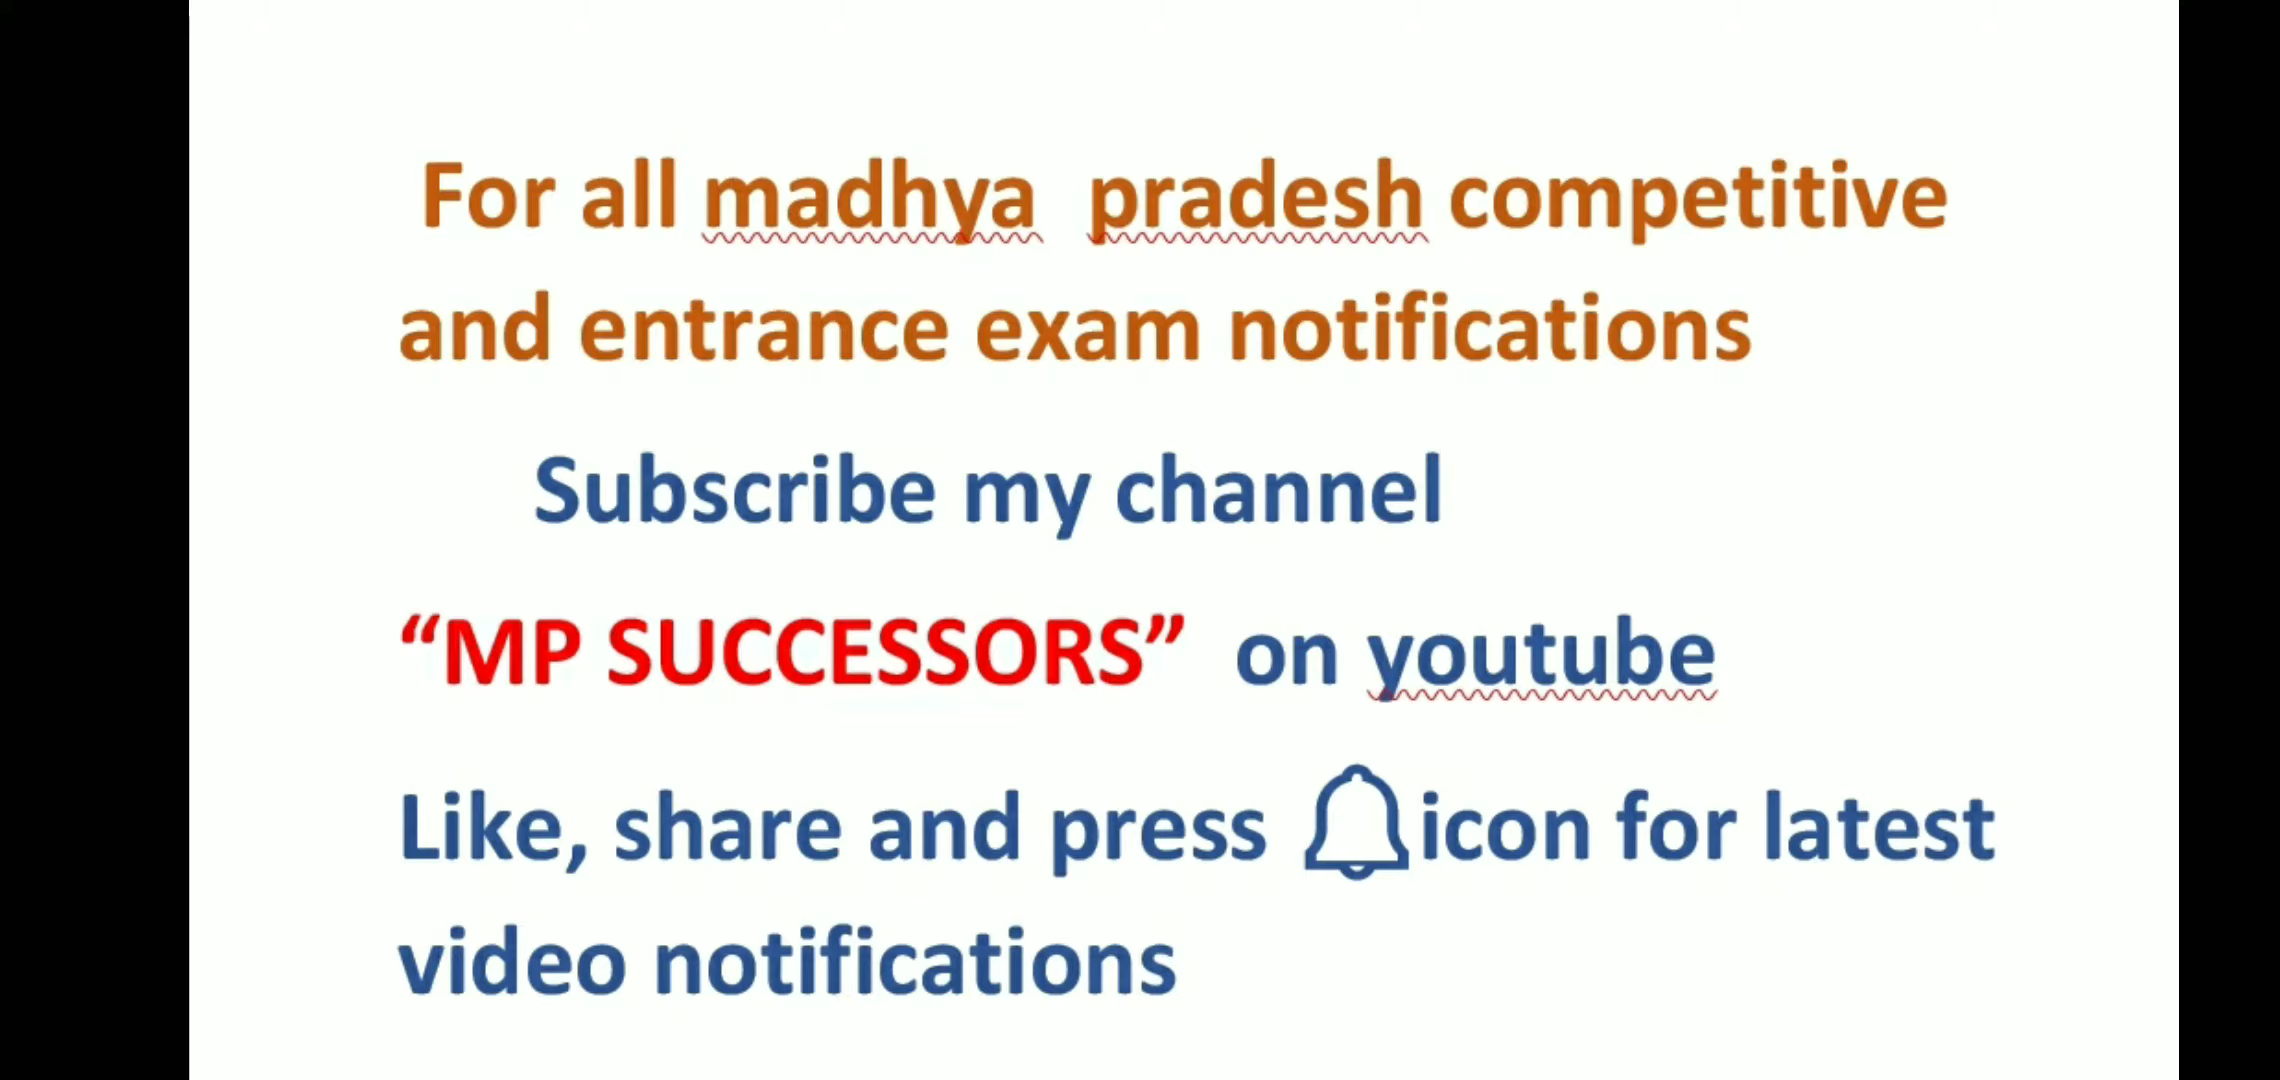 For all madhya  pradesh competitive
and entrance exam notifications
Subscribe my channel
“MP SUCCESSORS”  on youtube
Like, share and press icon for latest
video notifications